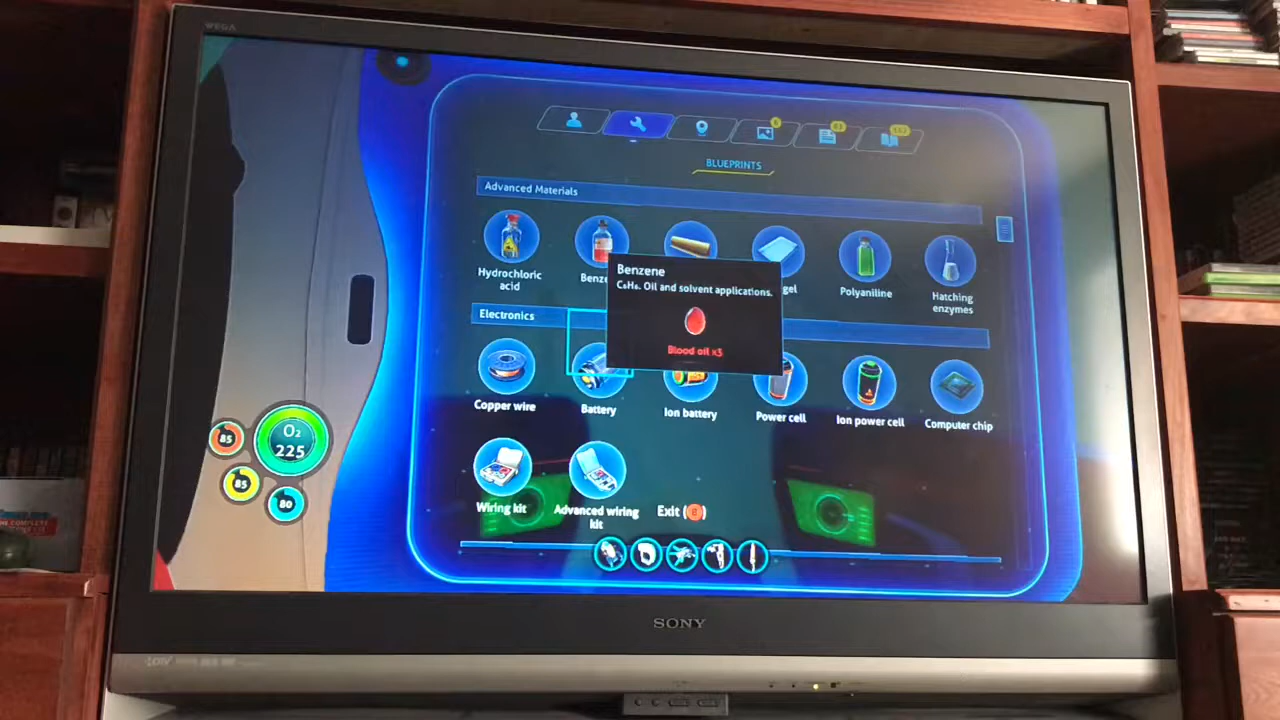 WEGA
BLUEPRINTS
Advanced Materials
Hydrochloric
acid
Benze
gel
Polyaniline
Hatching
enzymes
Benzene
C₆H₆. Oil and solvent applications.
Blood oil x3
Electronics
Copper wire
Battery
Ion battery
Power cell
Ion power cell
Computer chip
Wiring kit
Advanced wiring
kit
Exit (B)
O₂
225
85
85
80
SONY
THE COMPLETE